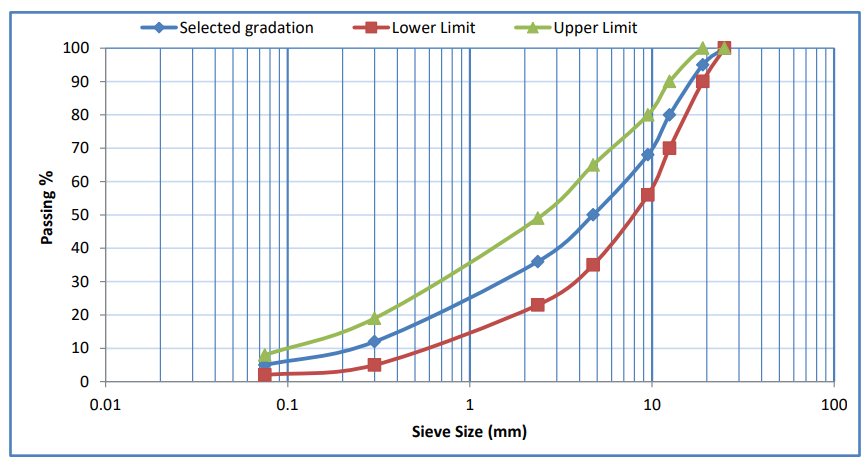 Selected gradation Lower Limit Upper Limit
100
90
80
70
60
50
40
30
20
10
0
Passing %
0.01 0.1 1 10 100
Sieve Size (mm)